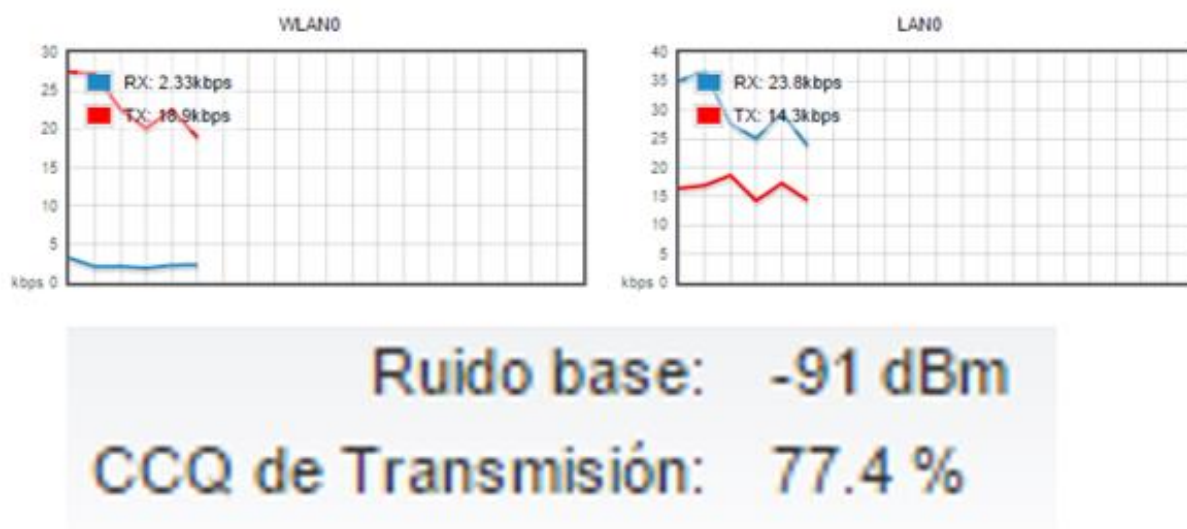 WLAN0
30
25
20
15
10
5
kbps 0
RX: 2.33kbps
TX: 18.9kbps
LAN0
40
35
30
25
20
15
10
5
kbps 0
RX: 23.8kbps
TX: 14.3kbps
Ruido base: -91 dBm
CCQ de Transmisión: 77.4 %